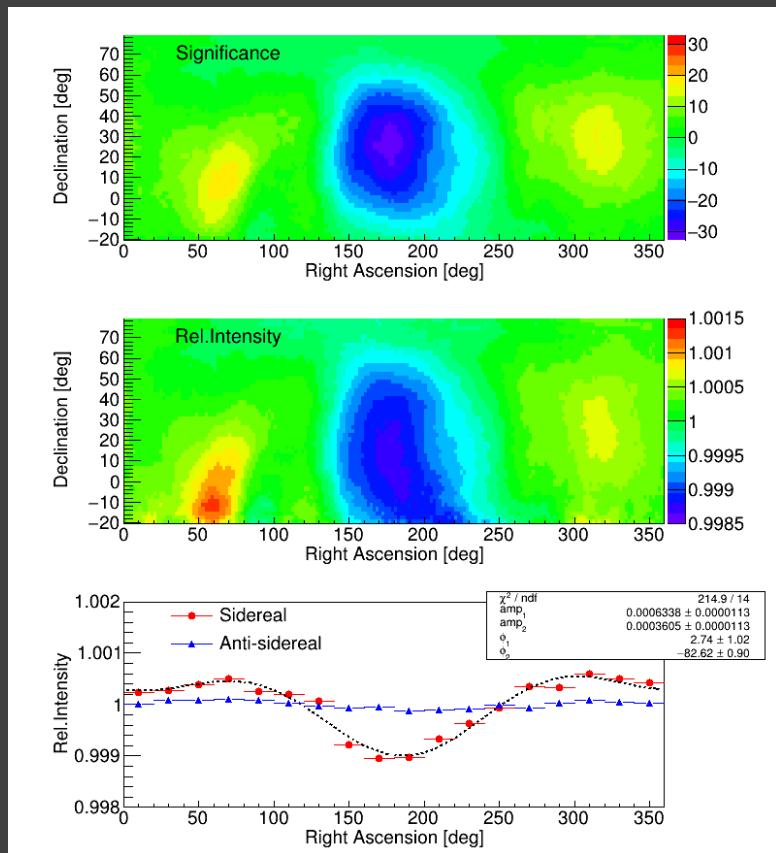 Significance
Declination [deg]
70
60
50
40
30
20
10
0
−10
−20
0 50 100 150 200 250 300 350
Right Ascension [deg]
30
20
10
0
−10
−20
−30
Rel.Intensity
Declination [deg]
70
60
50
40
30
20
10
0
−10
−20
0 50 100 150 200 250 300 350
Right Ascension [deg]
1.0015
1.001
1.0005
1
0.9995
0.999
0.9985
χ² / ndf 214.9 / 14
amp₁ 0.0006338 ± 0.0000113
amp₂ 0.0003605 ± 0.0000113
ϕ₁ 2.74 ± 1.02
ϕ₂ −82.62 ± 0.90
Sidereal
Anti-sidereal
Rel.Intensity
1.002
1.001
1
0.999
0.998
0 50 100 150 200 250 300 350
Right Ascension [deg]